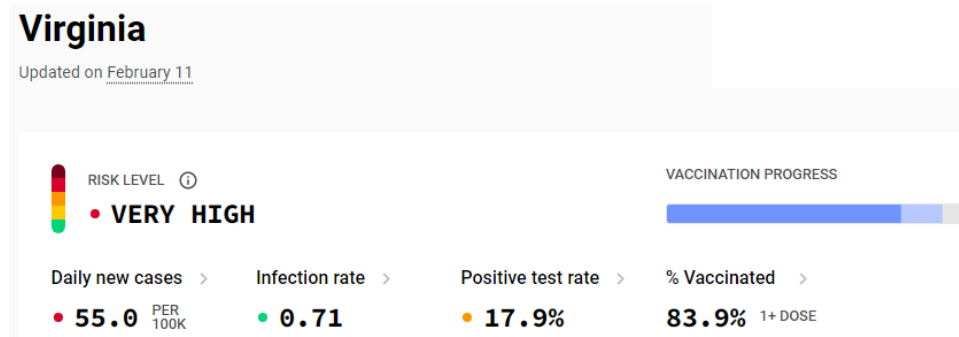 Virginia
Updated on February 11
RISK LEVEL
VERY HIGH
VACCINATION PROGRESS
Daily new cases
55.0 PER 100K
Infection rate
0.71
Positive test rate
17.9%
% Vaccinated
83.9% 1+ DOSE